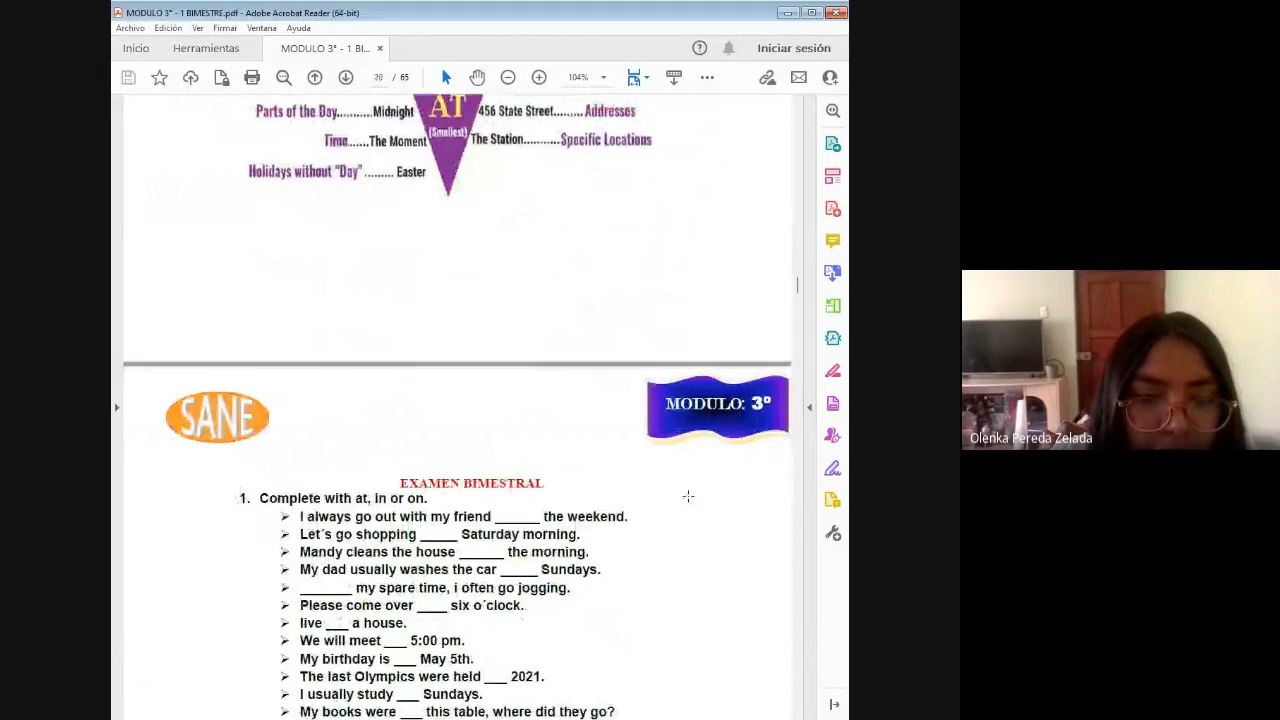 MODULO 3° - 1 BIMESTRE.pdf - Adobe Acrobat Reader (64-bit)
Archivo Edición Ver Firmar Ventana Ayuda
Inicio Herramientas MODULO 3° - 1 BI... × Iniciar sesión
20 / 65 104%
Parts of the Day.......... Midnight AT 456 State Street.......... Addresses
(Smallest)
Time......The Moment The Station...........Specific Locations
Holidays without "Day" ......... Easter
SANE MODULO: 3º
EXAMEN BIMESTRAL
1. Complete with at, in or on.
➢ I always go out with my friend ______ the weekend.
➢ Let´s go shopping _____ Saturday morning.
➢ Mandy cleans the house ______ the morning.
➢ My dad usually washes the car _____ Sundays.
➢ _______ my spare time, i often go jogging.
➢ Please come over ____ six o´clock.
➢ live ___ a house.
➢ We will meet ___ 5:00 pm.
➢ My birthday is ___ May 5th.
➢ The last Olympics were held ___ 2021.
➢ I usually study ___ Sundays.
➢ My books were ___ this table, where did they go?
Olenka Pereda Zelada